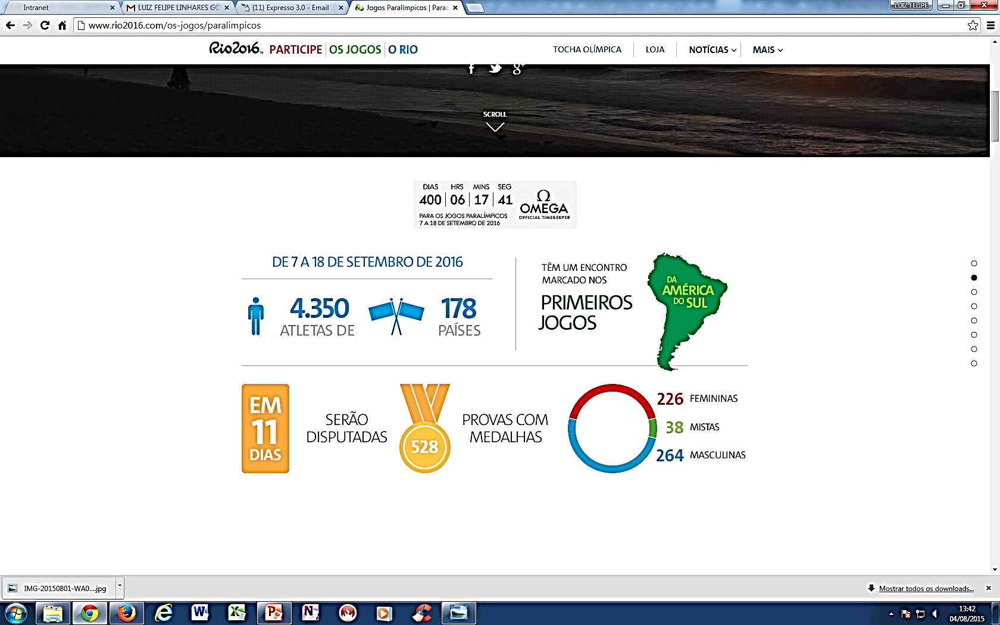 Intranet
LUIZ FELIPE LINHARES GO
(11) Expresso 3.0 - Email
Jogos Paralímpicos | Parac
LUIZ FELIPE
www.rio2016.com/os-jogos/paralimpicos
Rio2016 PARTICIPE OS JOGOS O RIO TOCHA OLÍMPICA LOJA NOTÍCIAS MAIS
SCROLL
DIAS HRS MINS SEG
400 06 17 41
PARA OS JOGOS PARALÍMPICOS
7 A 18 DE SETEMBRO DE 2016
Ω
OMEGA
OFFICIAL TIMEKEEPER
DE 7 A 18 DE SETEMBRO DE 2016
4.350
ATLETAS DE
178
PAÍSES
TÊM UM ENCONTRO
MARCADO NOS
PRIMEIROS
JOGOS
DA
AMÉRICA
DO SUL
EM
11
DIAS
SERÃO
DISPUTADAS
528
PROVAS COM
MEDALHAS
226 FEMININAS
38 MISTAS
264 MASCULINAS
IMG-20150801-WA0....jpg
Mostrar todos os downloads...
13:42
04/08/2015